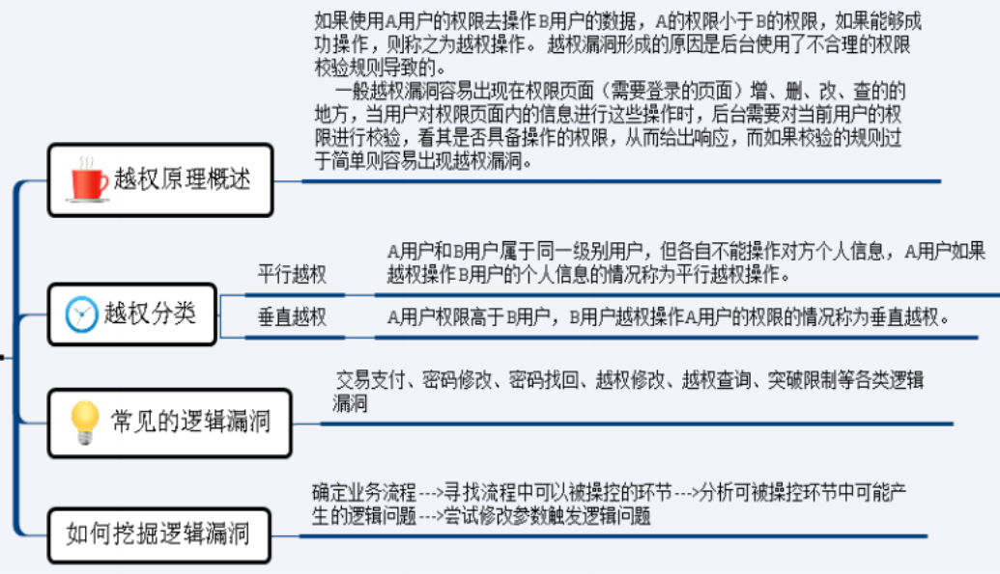 如果使用A用户的权限去操作B用户的数据，A的权限小于B的权限，如果能够成
功操作，则称之为越权操作。 越权漏洞形成的原因是后台使用了不合理的权限
校验规则导致的。
一般越权漏洞容易出现在权限页面（需要登录的页面）增、删、改、查的的
地方，当用户对权限页面内的信息进行这些操作时，后台需要对当前用户的权
限进行校验，看其是否具备操作的权限，从而给出响应，而如果校验的规则过
于简单则容易出现越权漏洞。
越权原理概述
A用户和B用户属于同一级别用户，但各自不能操作对方个人信息，A用户如果
越权操作B用户的个人信息的情况称为平行越权操作。
平行越权
越权分类
垂直越权
A用户权限高于B用户，B用户越权操作A用户的权限的情况称为垂直越权。
交易支付、密码修改、密码找回、越权修改、越权查询、突破限制等各类逻辑
漏洞
常见的逻辑漏洞
确定业务流程--->寻找流程中可以被操控的环节--->分析可被操控环节中可能产
生的逻辑问题--->尝试修改参数触发逻辑问题
如何挖掘逻辑漏洞